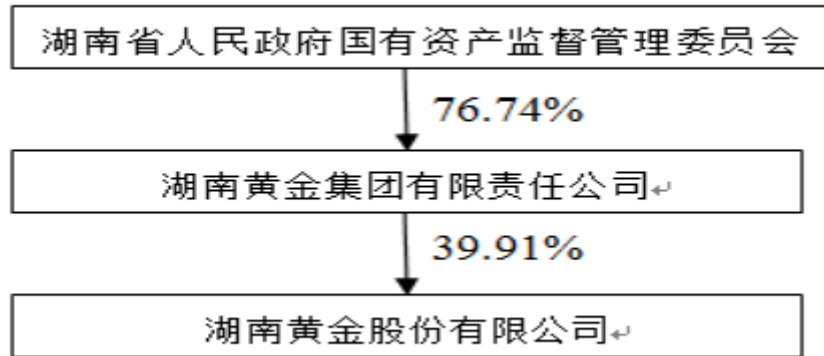 湖南省人民政府国有资产监督管理委员会
76.74%
湖南黄金集团有限责任公司↵
39.91%
湖南黄金股份有限公司↵